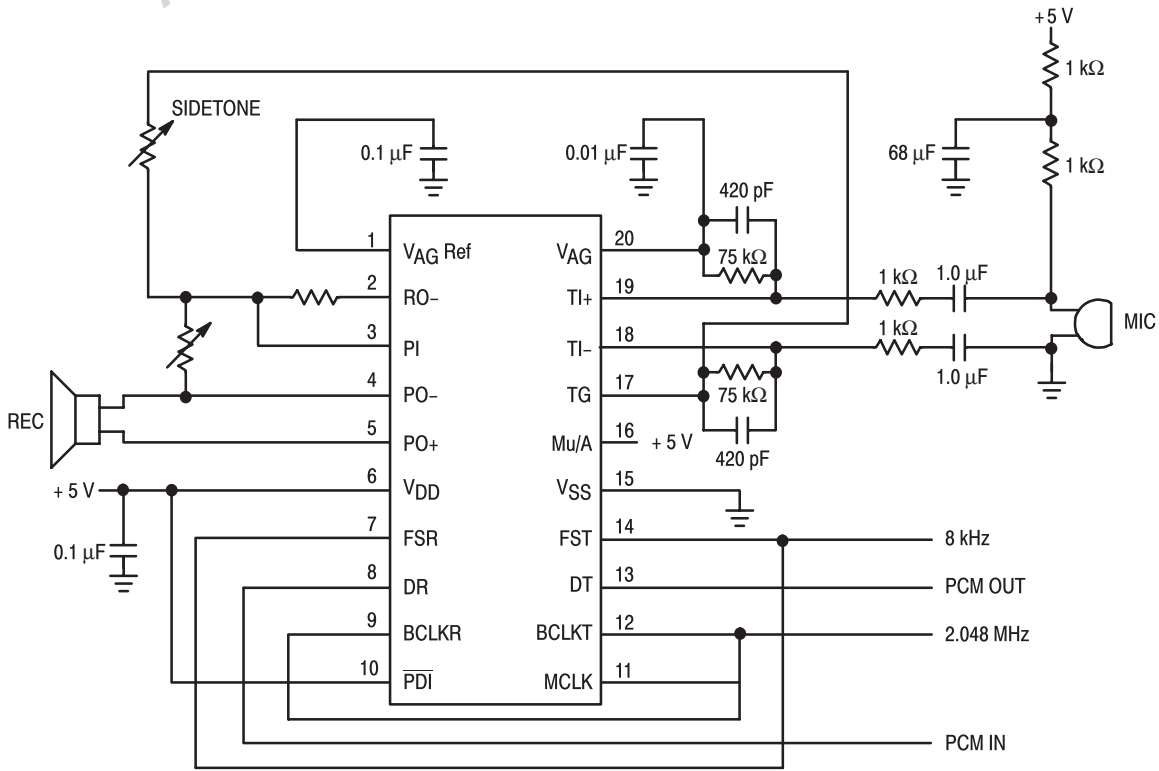 +5 V
1 kΩ
SIDETONE
0.1 µF
0.01 µF
68 µF
1 kΩ
420 pF
1
VAG Ref
VAG
20
75 kΩ
2
RO–
TI+
19
1 kΩ
1.0 µF
3
PI
TI–
18
1 kΩ
1.0 µF
MIC
REC
4
PO–
TG
17
75 kΩ
5
PO+
Mu/A
16
+ 5 V
420 pF
+ 5 V
6
VDD
VSS
15
0.1 µF
7
FSR
FST
14
8 kHz
8
DR
DT
13
PCM OUT
9
BCLKR
BCLKT
12
2.048 MHz
10
PDI
MCLK
11
PCM IN